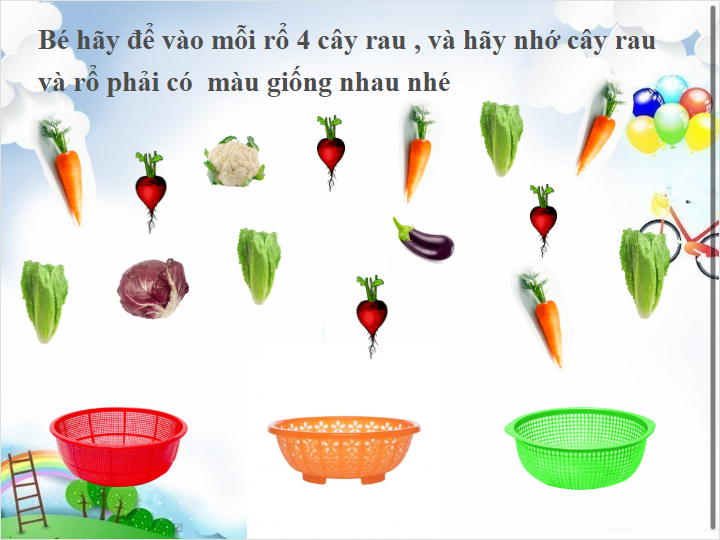 Bé hãy để vào mỗi rổ 4 cây rau , và hãy nhớ cây rau
và rổ phải có  màu giống nhau nhé